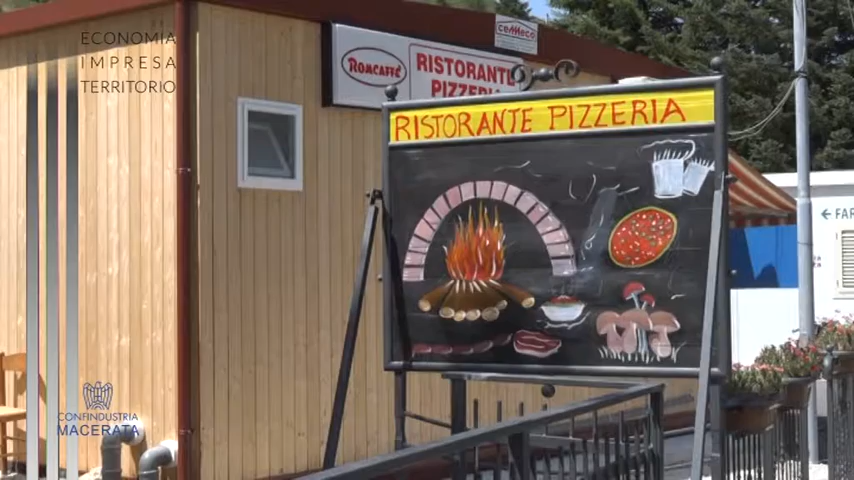 ECONOMIA
IMPRESA
TERRITORIO
cemeco
ROMCAFFÈ
RISTORANTE
PIZZERIA
RISTORANTE PIZZERIA
← FAR
CONFINDUSTRIA
MACERATA